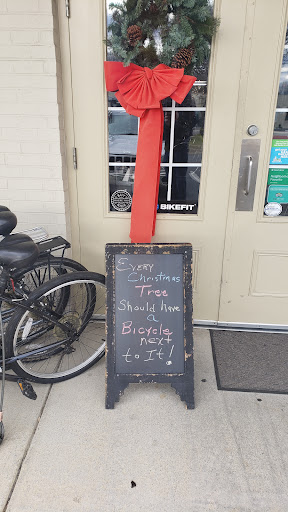 BIKEFIT
Every Christmas
Tree
Should have
a
Bicycle
next
to It!